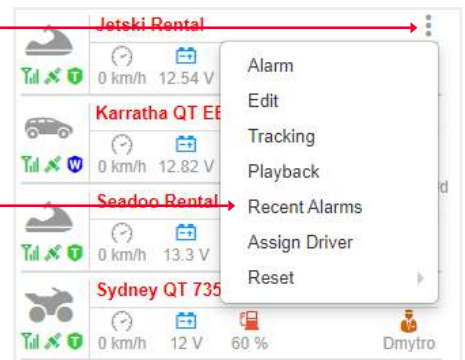 Jetski Rental
T 0 km/h 12.54 V
Alarm
Edit
Tracking
Playback
Recent Alarms
Assign Driver
Reset
Karratha QT EE
W 0 km/h 12.82 V
rd
Seadoo Rental
T 0 km/h 13.3 V
Sydney QT 735
T 0 km/h 12 V 60 % Dmytro